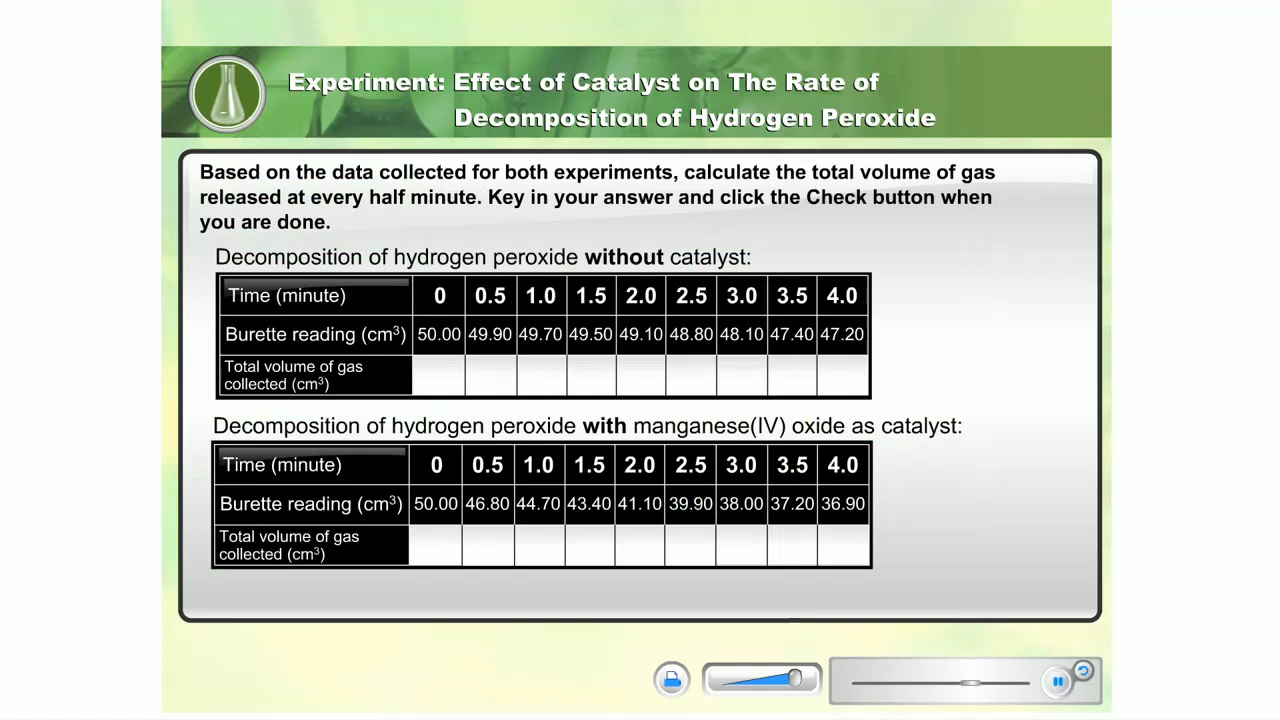 Experiment: Effect of Catalyst on The Rate of
Decomposition of Hydrogen Peroxide
Based on the data collected for both experiments, calculate the total volume of gas
released at every half minute. Key in your answer and click the Check button when
you are done.
Decomposition of hydrogen peroxide without catalyst:
Time (minute) 0 0.5 1.0 1.5 2.0 2.5 3.0 3.5 4.0
Burette reading (cm³) 50.00 49.90 49.70 49.50 49.10 48.80 48.10 47.40 47.20
Total volume of gas
collected (cm³)
Decomposition of hydrogen peroxide with manganese(IV) oxide as catalyst:
Time (minute) 0 0.5 1.0 1.5 2.0 2.5 3.0 3.5 4.0
Burette reading (cm³) 50.00 46.80 44.70 43.40 41.10 39.90 38.00 37.20 36.90
Total volume of gas
collected (cm³)